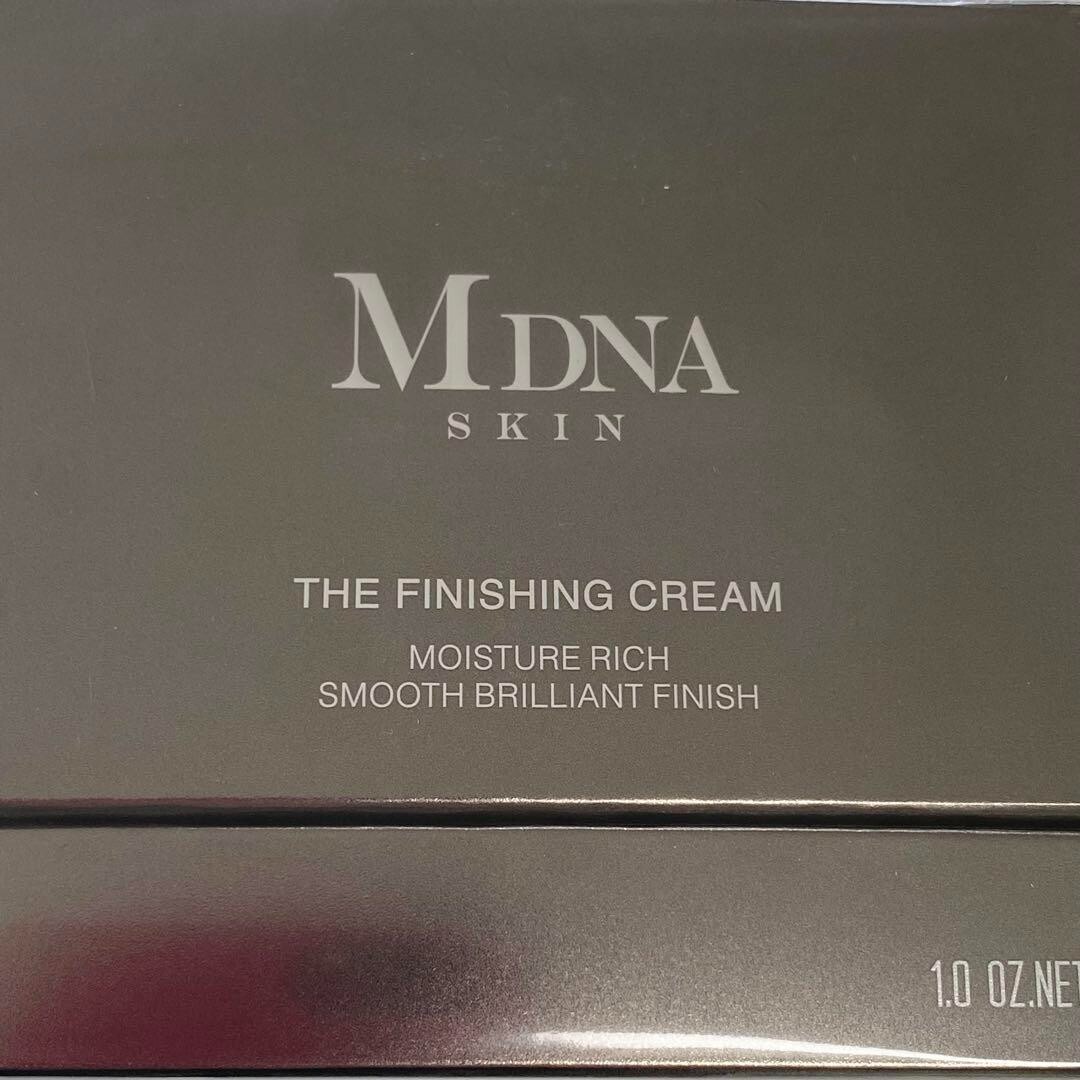 MDNA
SKIN
THE FINISHING CREAM
MOISTURE RICH
SMOOTH BRILLIANT FINISH
1.0 OZ.NET